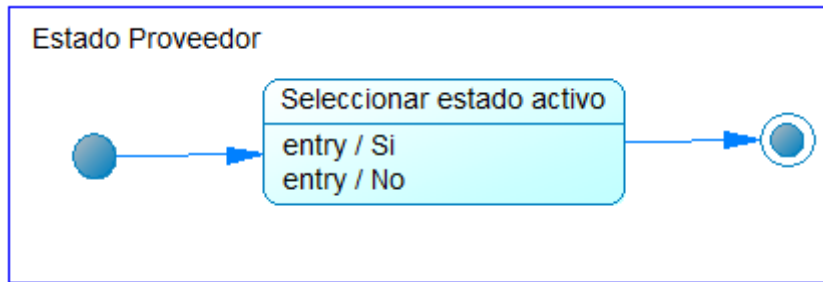 Estado Proveedor
Seleccionar estado activo
entry / Si
entry / No